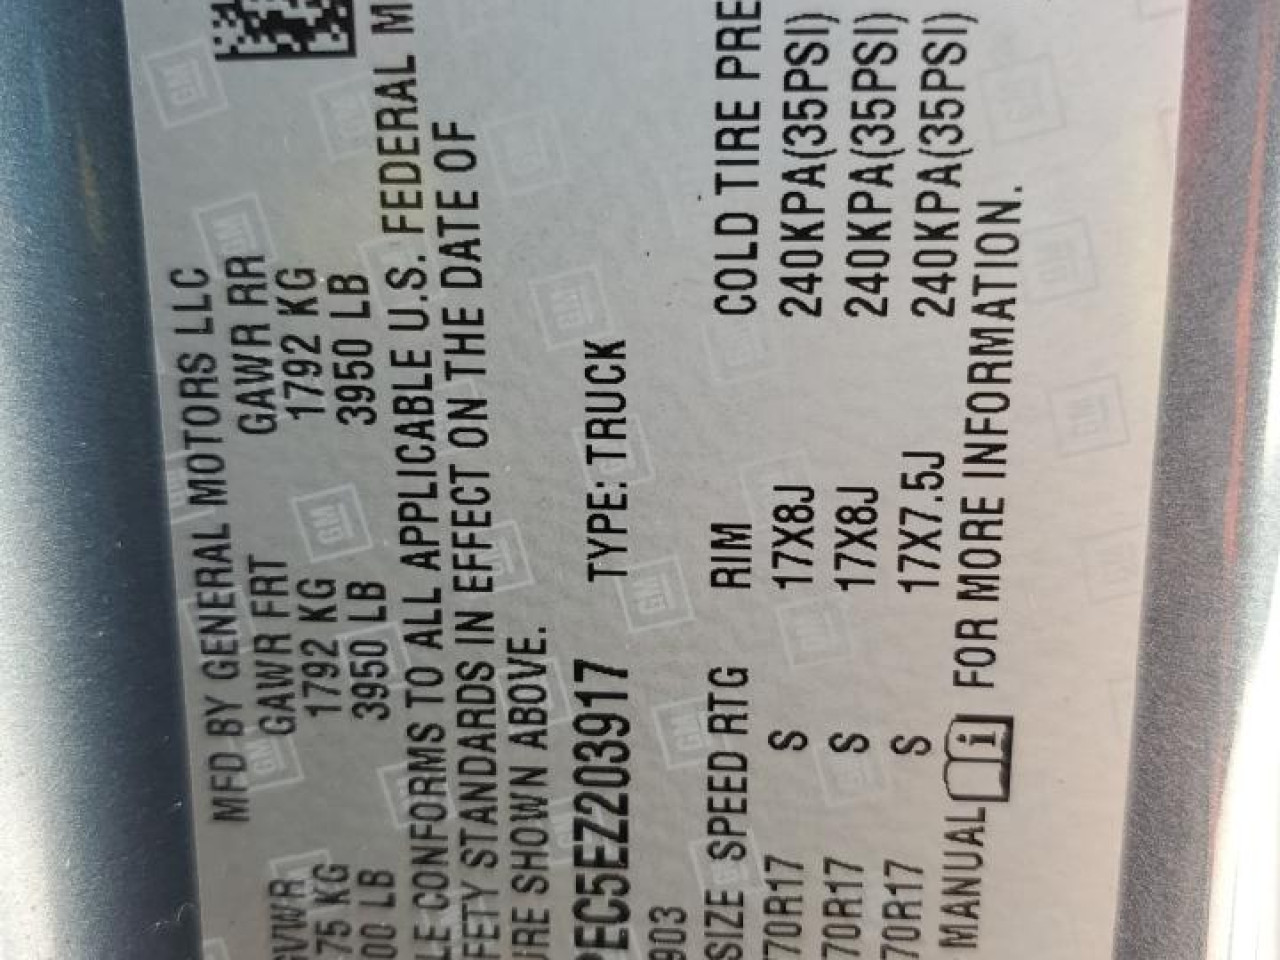 MFD BY GENERAL MOTORS LLC
GVWR GAWR FRT GAWR RR
75 KG 1792 KG 1792 KG
00 LB 3950 LB 3950 LB
LE CONFORMS TO ALL APPLICABLE U.S. FEDERAL M
FETY STANDARDS IN EFFECT ON THE DATE OF
URE SHOWN ABOVE.
PEC5EZ203917 TYPE: TRUCK
903
SIZE SPEED RTG RIM COLD TIRE PRE
70R17 S 17X8J 240KPA(35PSI)
70R17 S 17X8J 240KPA(35PSI)
70R17 S 17X7.5J 240KPA(35PSI)
MANUAL FOR MORE INFORMATION.